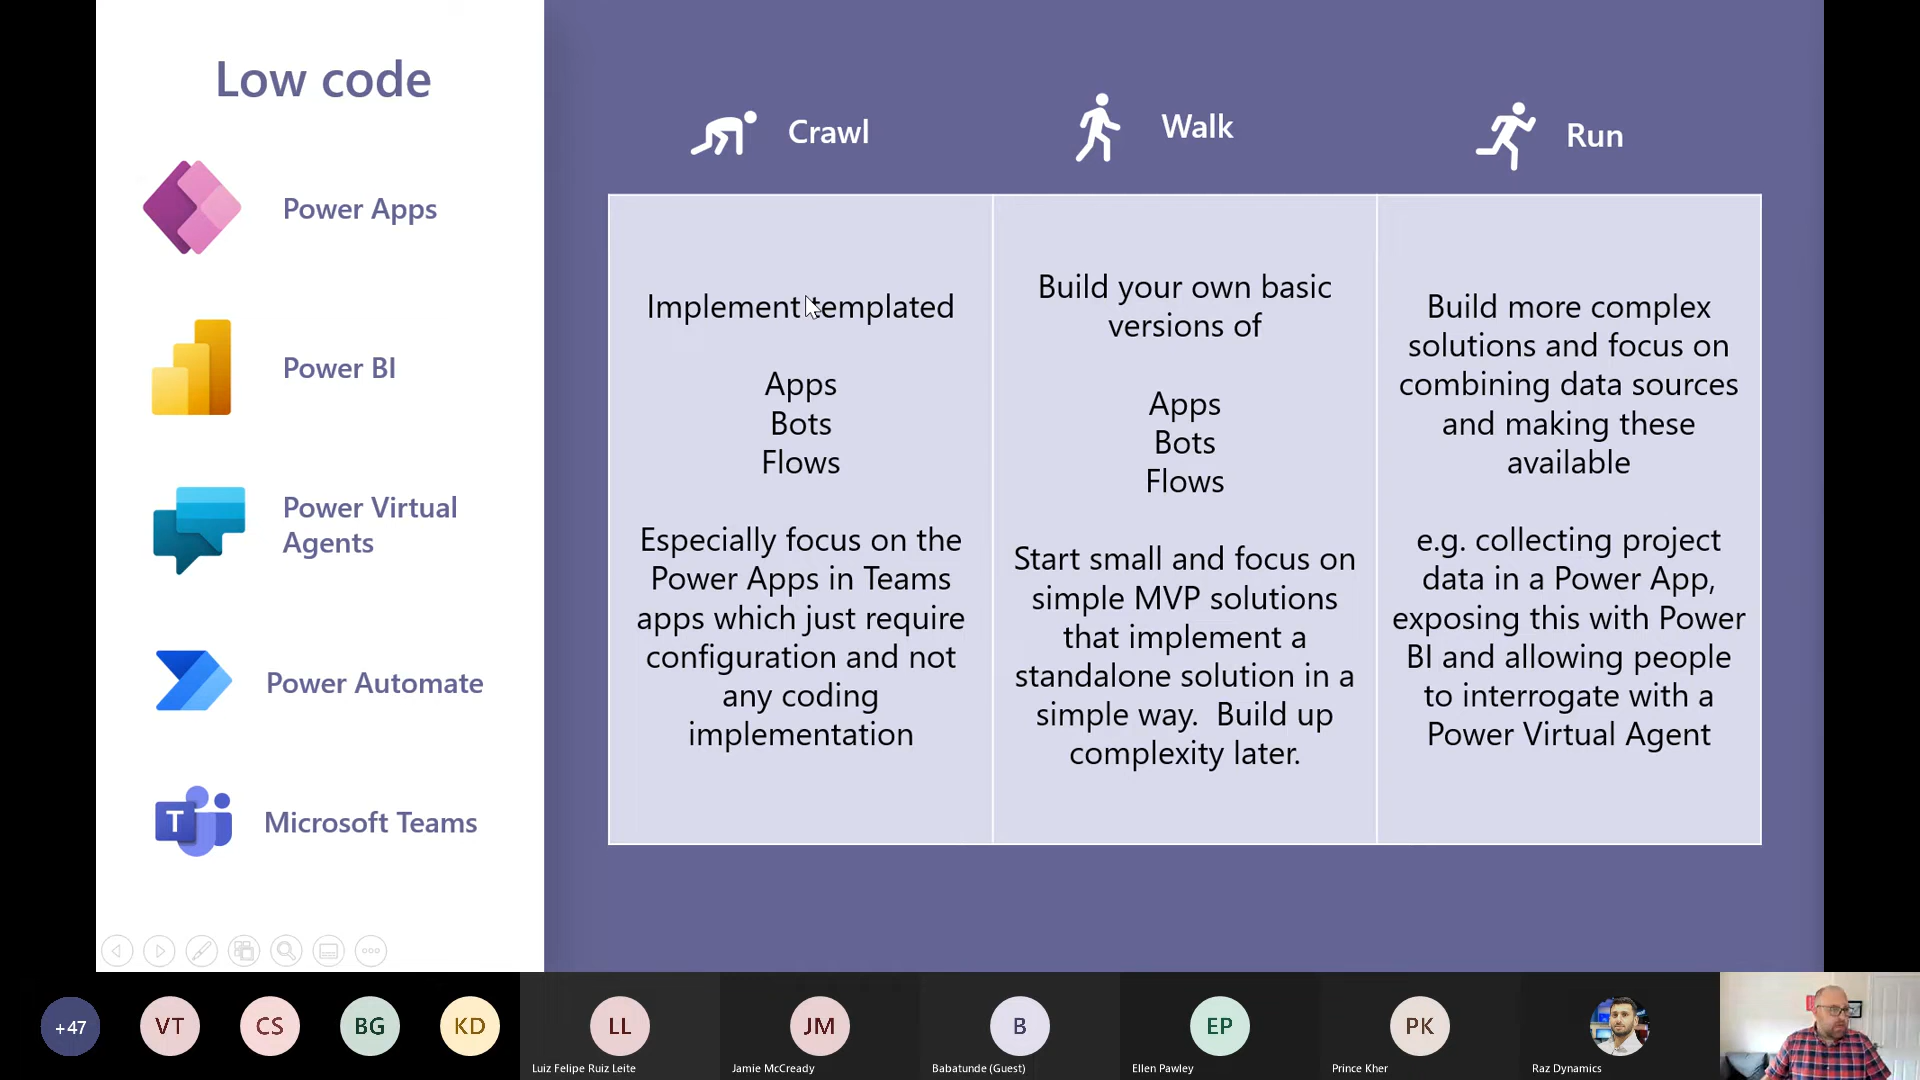 Low code
Power Apps
Power BI
Power Virtual
Agents
Power Automate
T
Microsoft Teams
Crawl
Walk
Run
Implement templated
Apps
Bots
Flows
Especially focus on the
Power Apps in Teams
apps which just require
configuration and not
any coding
implementation
Build your own basic
versions of
Apps
Bots
Flows
Start small and focus on
simple MVP solutions
that implement a
standalone solution in a
simple way.  Build up
complexity later.
Build more complex
solutions and focus on
combining data sources
and making these
available
e.g. collecting project
data in a Power App,
exposing this with Power
BI and allowing people
to interrogate with a
Power Virtual Agent
+47
VT
CS
BG
KD
LL
Luiz Felipe Ruiz Leite
JM
Jamie McCready
B
Babatunde (Guest)
EP
Ellen Pawley
PK
Prince Kher
Raz Dynamics